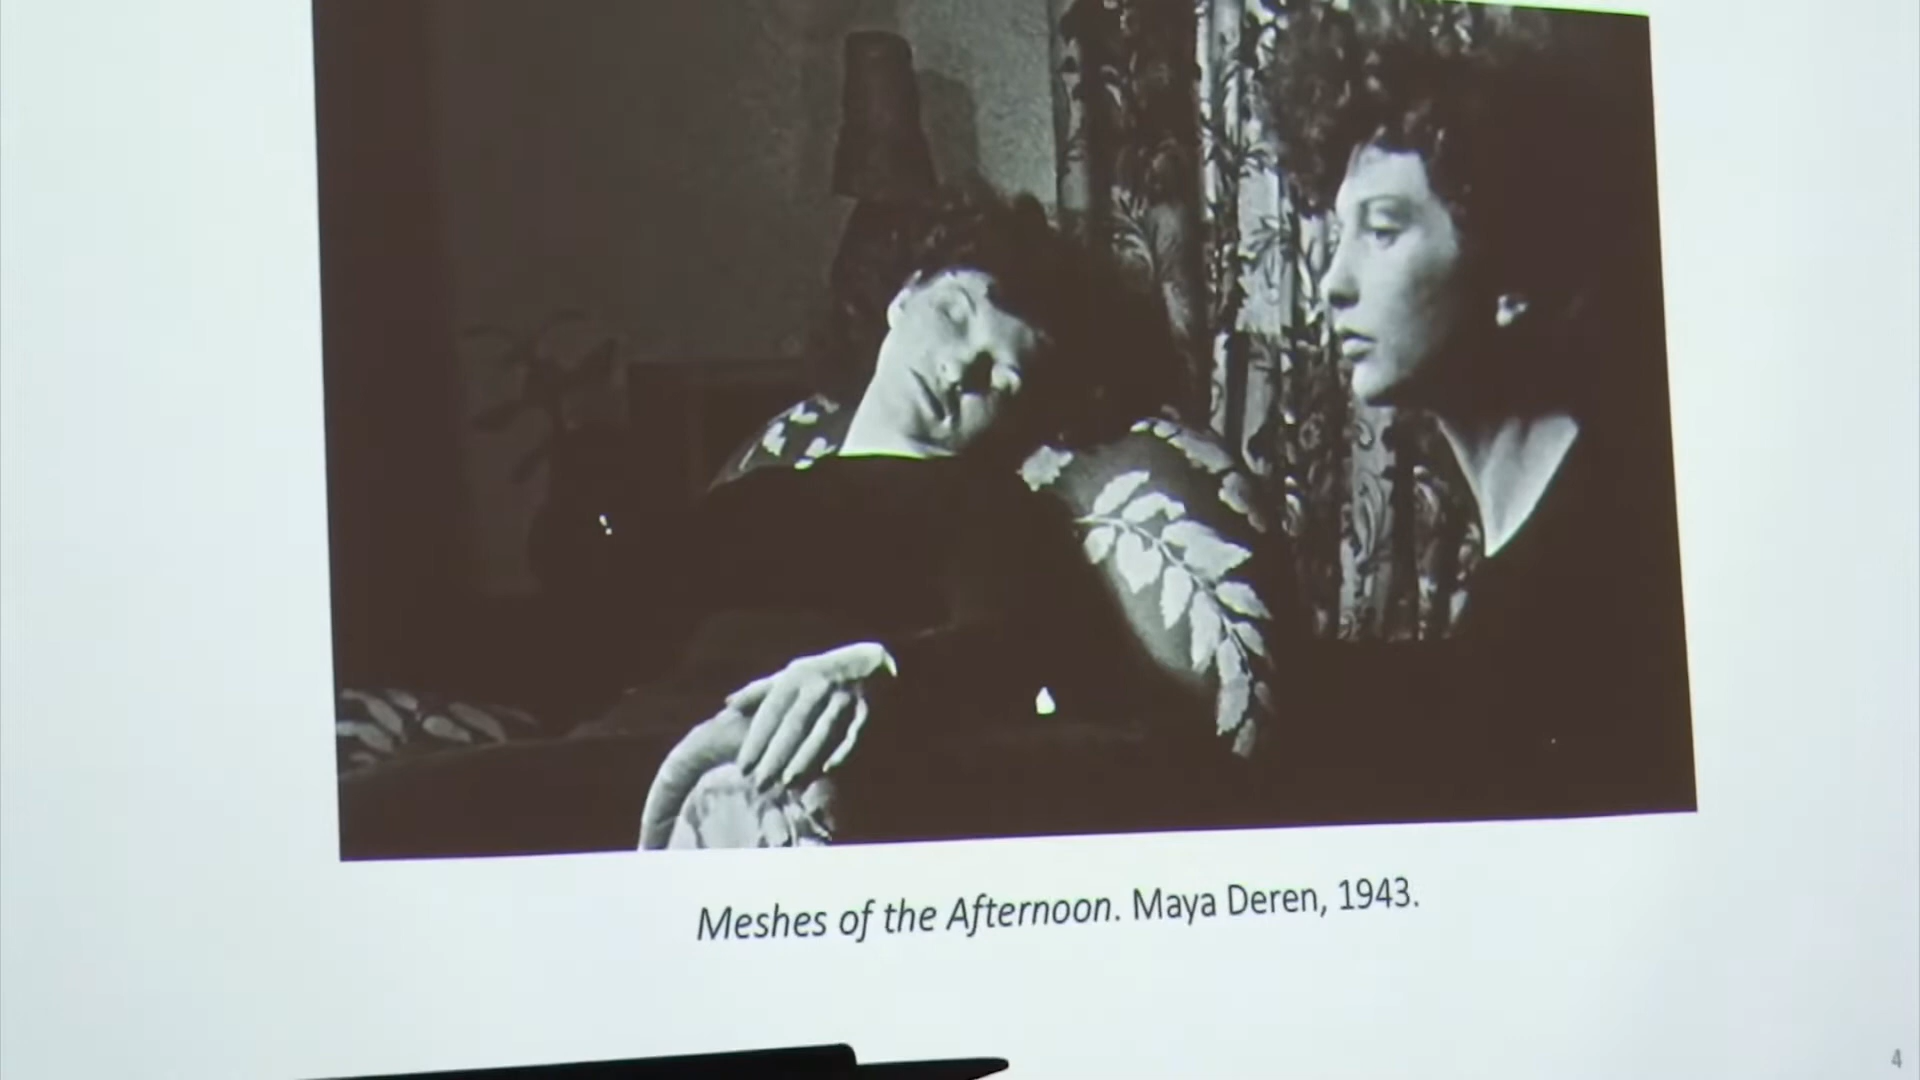 Meshes of the Afternoon. Maya Deren, 1943.
4